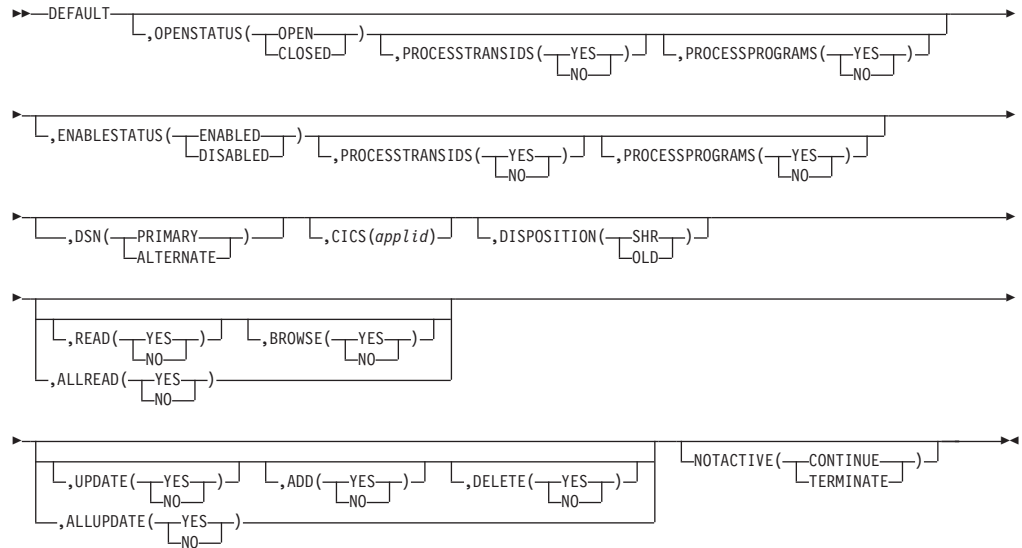 DEFAULT
,OPENSTATUS( OPEN ) ,PROCESSTRANSIDS( YES ) ,PROCESSPROGRAMS( YES )
CLOSED NO NO
,ENABLESTATUS( ENABLED ) ,PROCESSTRANSIDS( YES ) ,PROCESSPROGRAMS( YES )
DISABLED NO NO
,DSN( PRIMARY ) ,CICS(applid) ,DISPOSITION( SHR )
ALTERNATE OLD
,READ( YES ) ,BROWSE( YES )
NO NO
,ALLREAD( YES )
NO
,UPDATE( YES ) ,ADD( YES ) ,DELETE( YES ) NOTACTIVE( CONTINUE )
NO NO NO TERMINATE
,ALLUPDATE( YES )
NO